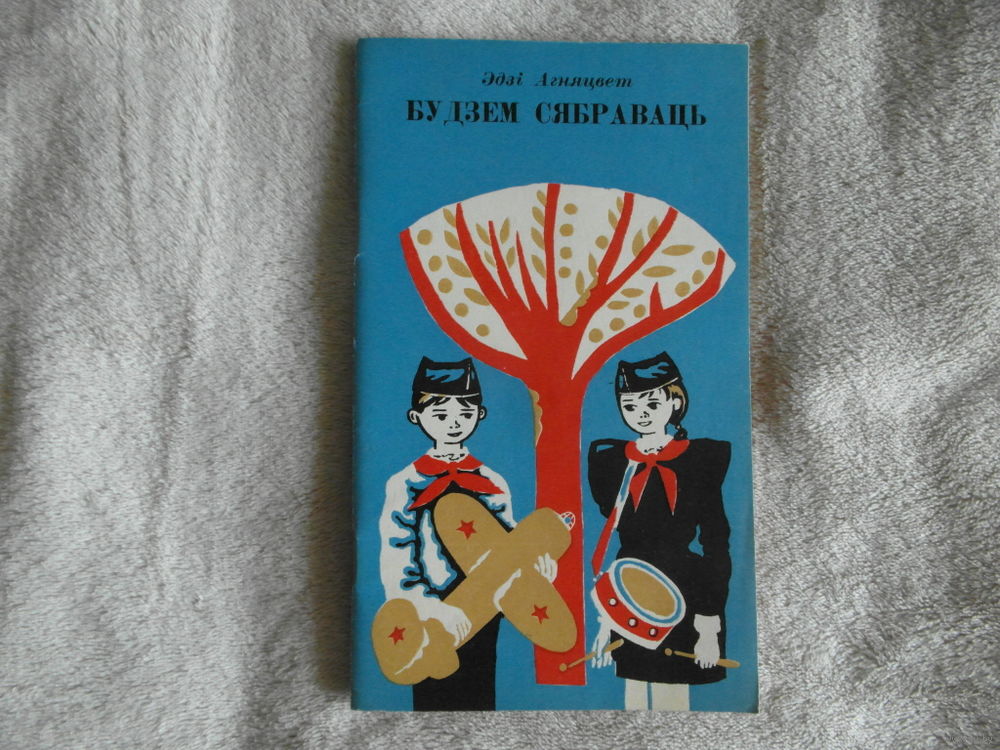 Эдзі Агняцвет
БУДЗЕМ СЯБРАВАЦЬ